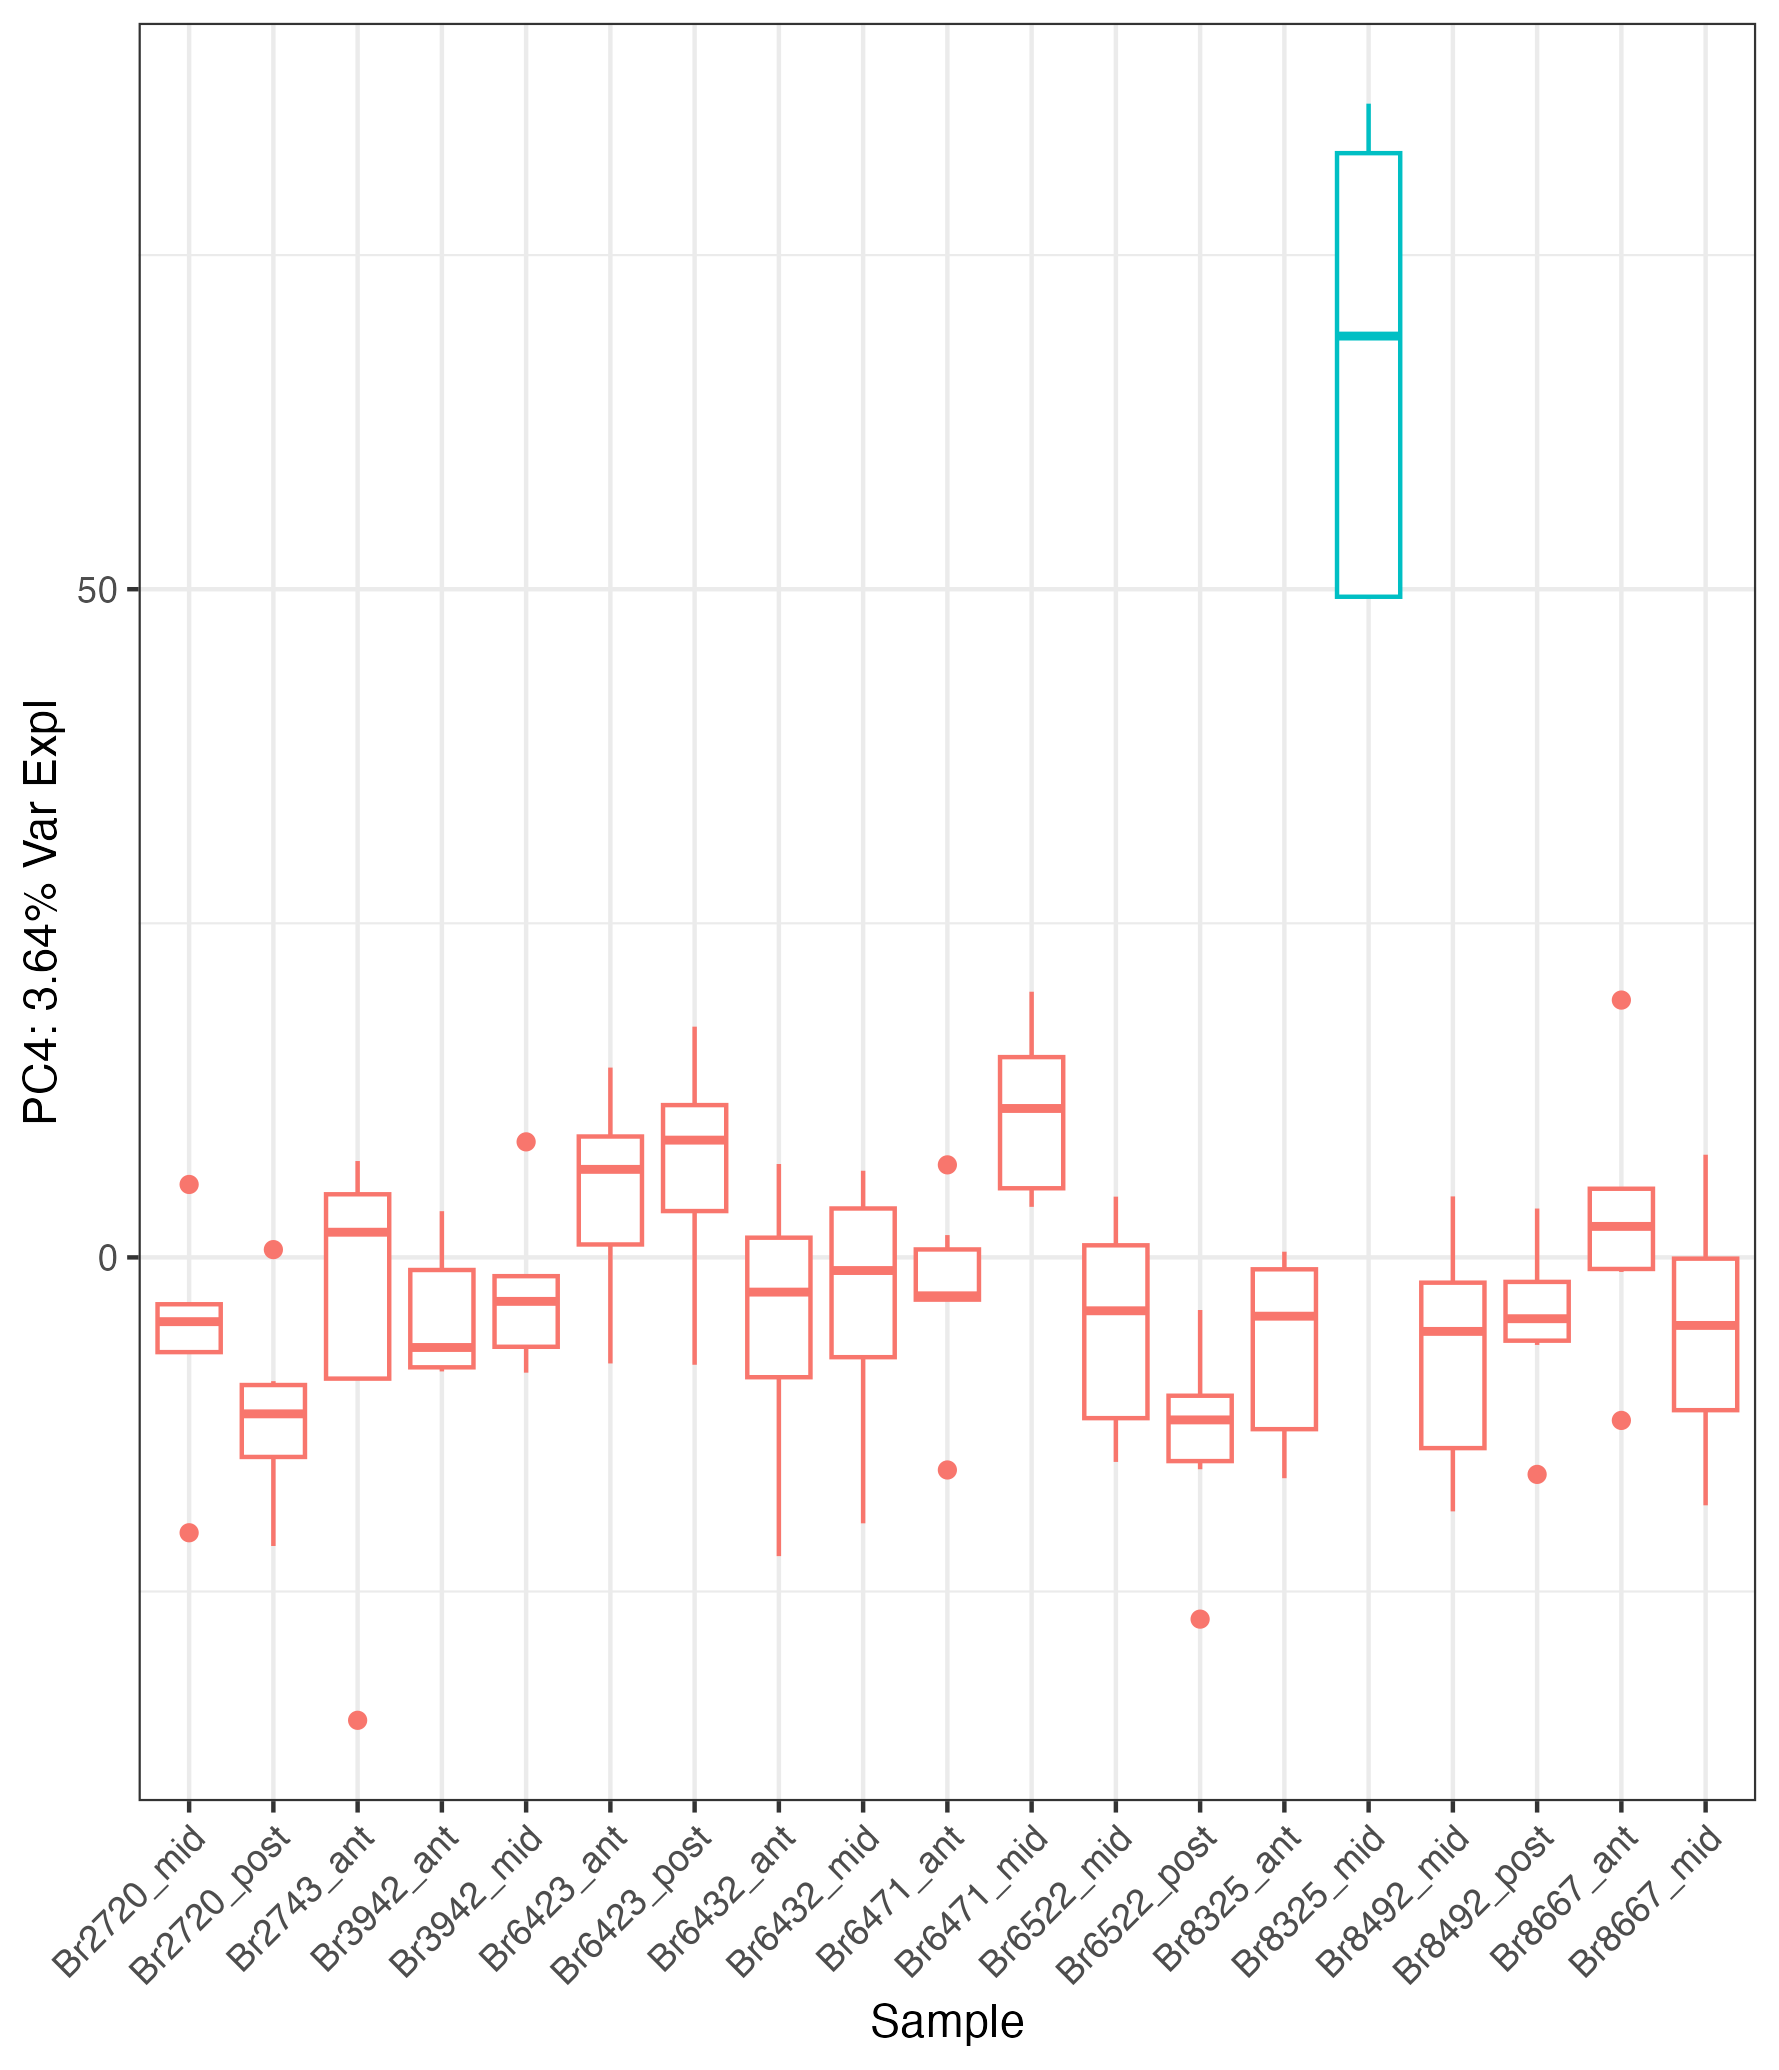 PC4: 3.64% Var Expl
50
0
Br2720_mid
Br2720_post
Br2743_ant
Br3942_ant
Br3942_mid
Br6423_ant
Br6423_post
Br6432_ant
Br6432_mid
Br6471_ant
Br6471_mid
Br6522_mid
Br6522_post
Br8325_ant
Br8325_mid
Br8492_mid
Br8492_post
Br8667_ant
Br8667_mid
Sample